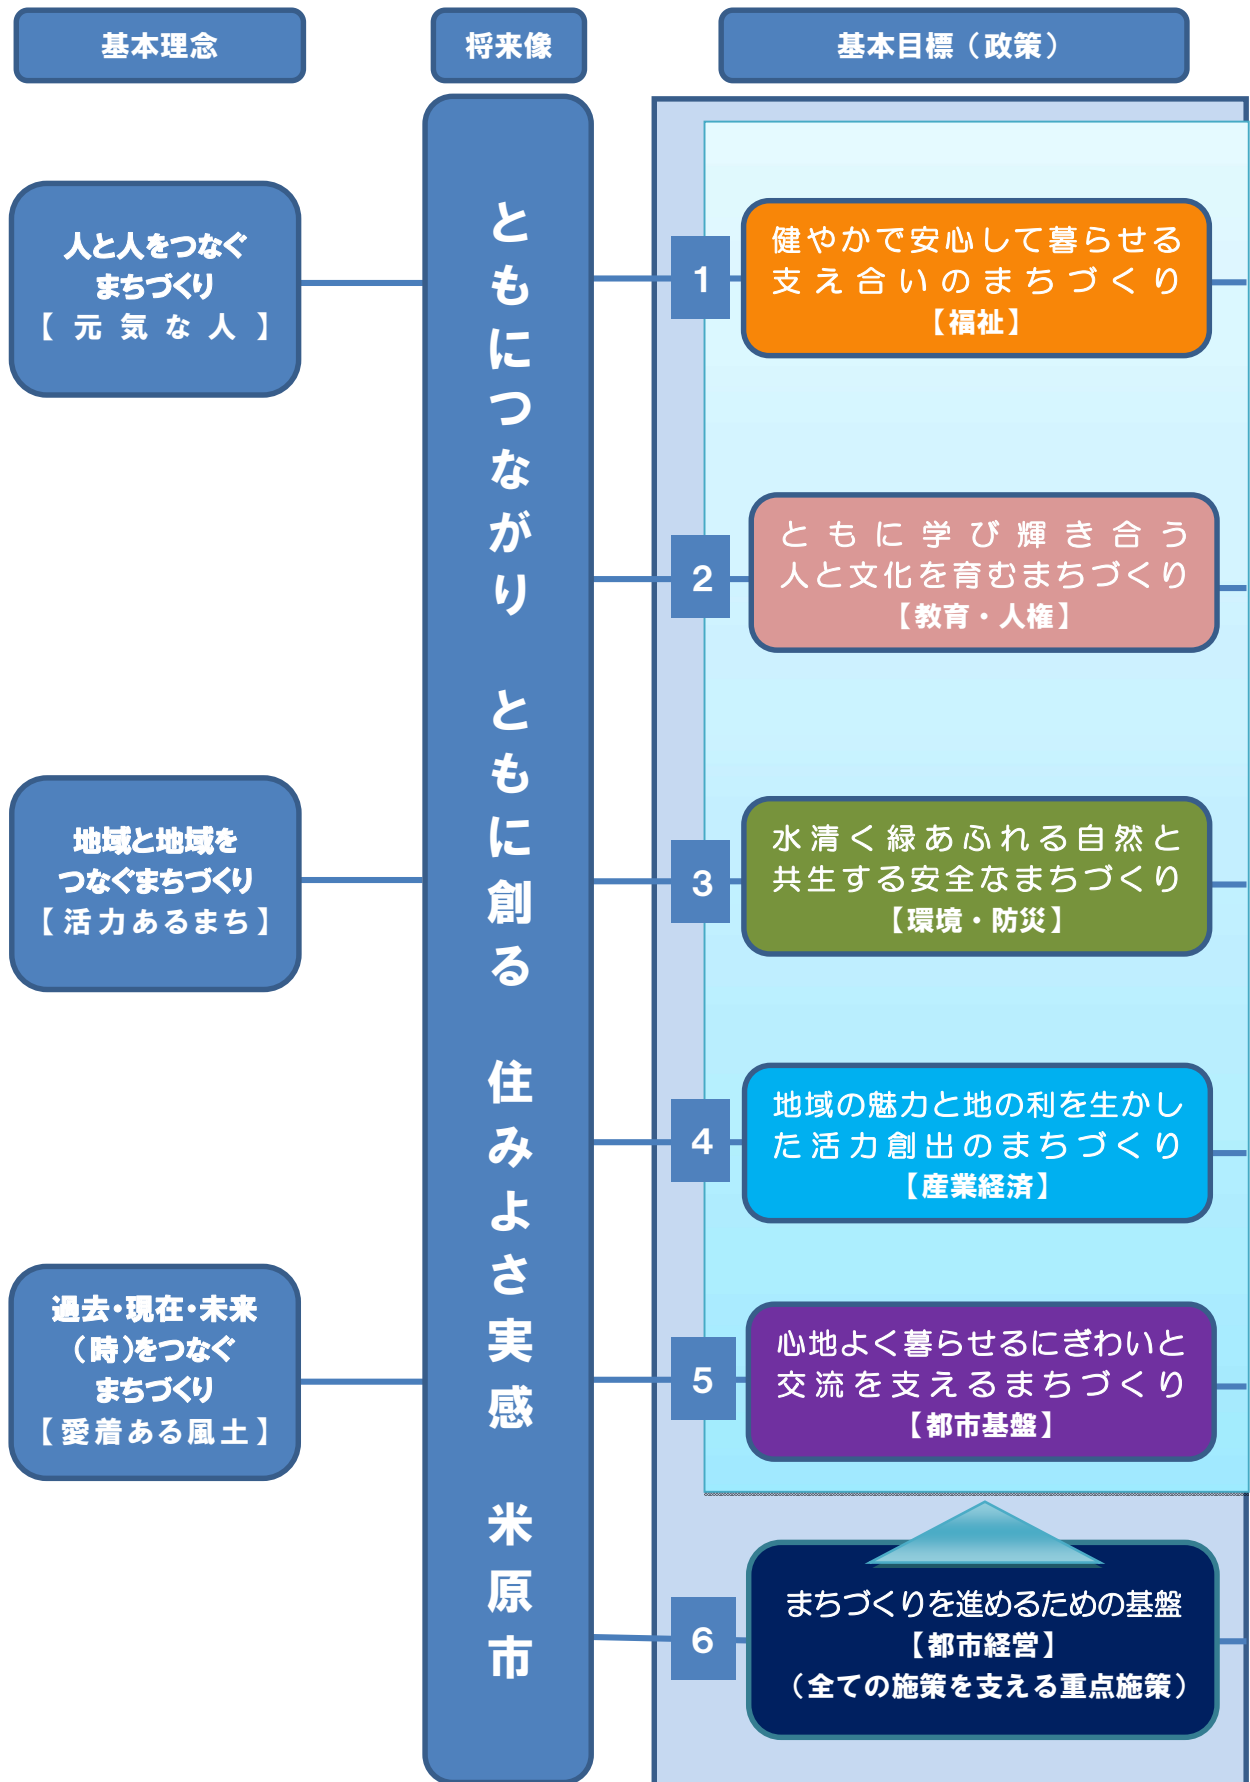 基本理念
将来像
基本目標（政策）
人と人をつなぐ
まちづくり
【元気な人】
地域と地域を
つなぐまちづくり
【活力あるまち】
過去・現在・未来
（時）をつなぐ
まちづくり
【愛着ある風土】
ともにつながり　ともに創る　住みよさ実感　米原市
1
健やかで安心して暮らせる
支え合いのまちづくり
【福祉】
2
ともに学び輝き合う
人と文化を育むまちづくり
【教育・人権】
3
水清く緑あふれる自然と
共生する安全なまちづくり
【環境・防災】
4
地域の魅力と地の利を生かし
た活力創出のまちづくり
【産業経済】
5
心地よく暮らせるにぎわいと
交流を支えるまちづくり
【都市基盤】
6
まちづくりを進めるための基盤
【都市経営】
（全ての施策を支える重点施策）